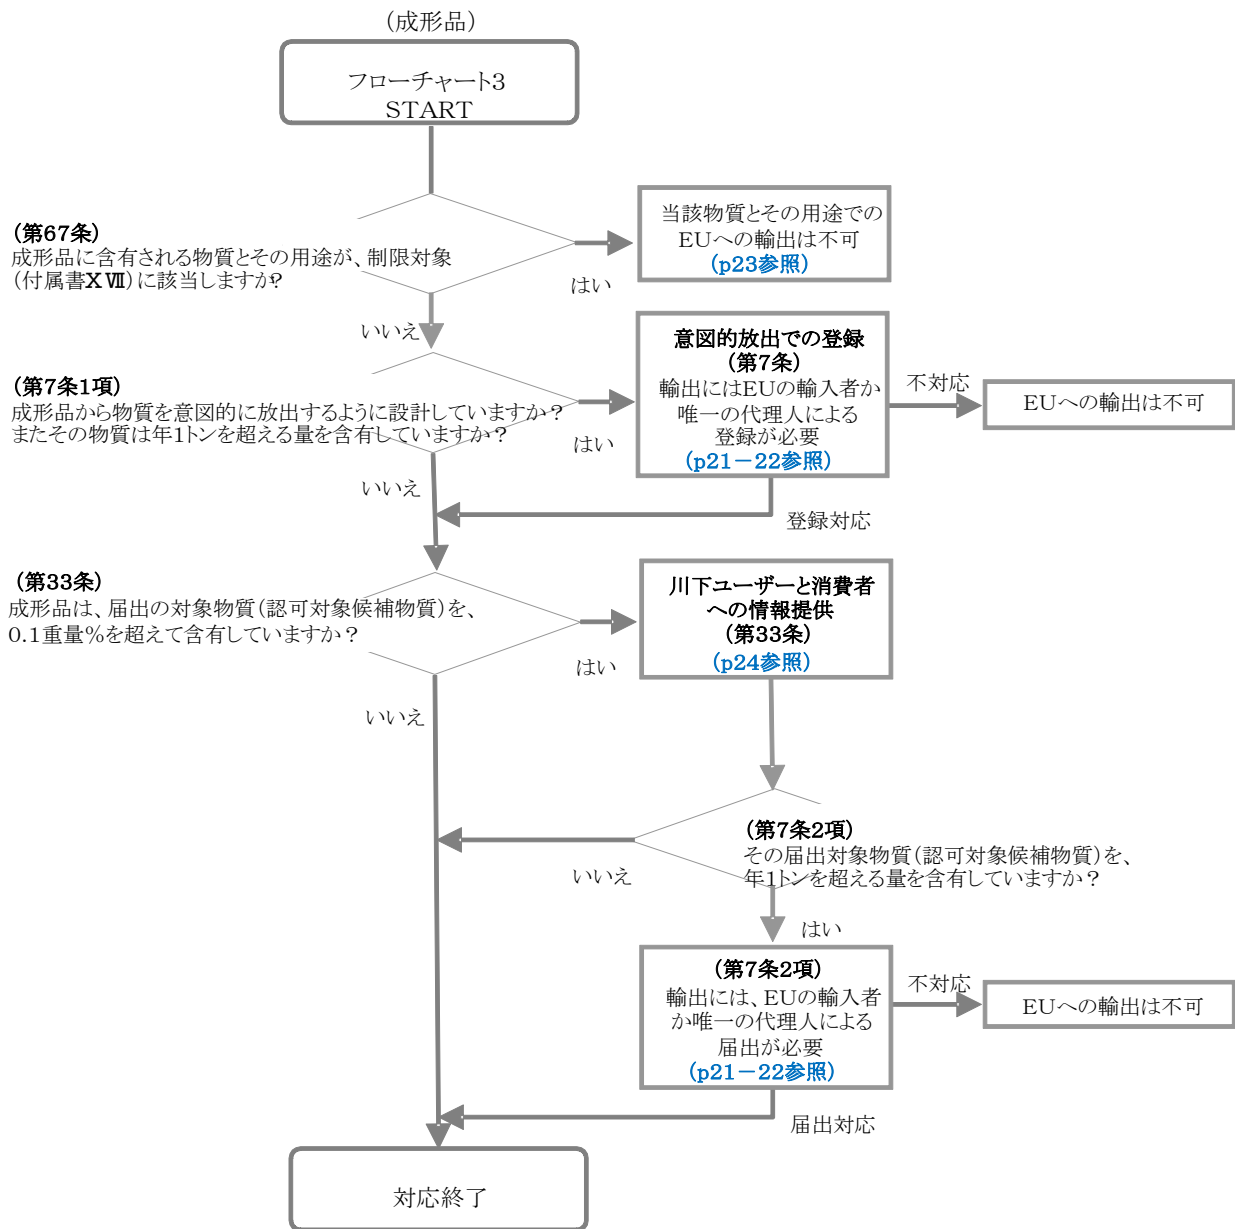 (成形品)
フローチャート3
START
(第67条)
成形品に含有される物質とその用途が、制限対象
(付属書XⅦ)に該当しますか?
はい
当該物質とその用途での
EUへの輸出は不可
(p23参照)
いいえ
(第7条1項)
成形品から物質を意図的に放出するように設計していますか?
またその物質は年1トンを超える量を含有していますか?
はい
意図的放出での登録
(第7条)
輸出にはEUの輸入者か
唯一の代理人による
登録が必要
(p21-22参照)
不対応
EUへの輸出は不可
いいえ
登録対応
(第33条)
成形品は、届出の対象物質(認可対象候補物質)を、
0.1重量%を超えて含有していますか?
はい
川下ユーザーと消費者
への情報提供
(第33条)
(p24参照)
いいえ
(第7条2項)
その届出対象物質(認可対象候補物質)を、
年1トンを超える量を含有していますか?
いいえ
はい
(第7条2項)
輸出には、EUの輸入者
か唯一の代理人による
届出が必要
(p21-22参照)
不対応
EUへの輸出は不可
届出対応
対応終了